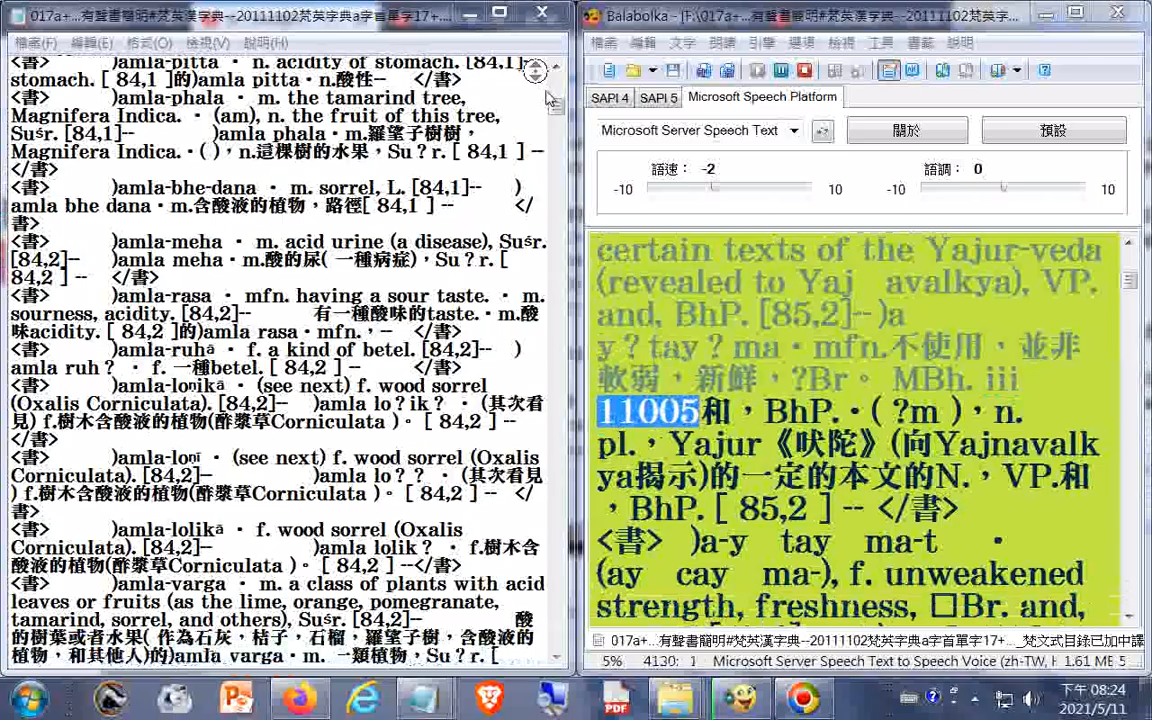 017a+...有聲書簡明#梵英漢字典--20111102梵英字典a字首單字17+...
檔案(F) 編輯(E) 格式(O) 檢視(V) 說明(H)
<書> )amla-pitta · n. acidity of stomach. [84,1]--
stomach. [ 84,1 ]的)amla pitta · n.酸性-- </書>
<書> )amla-phala · m. the tamarind tree,
Magnifera Indica. · (am), n. the fruit of this tree,
Suśr. [84,1]-- )amla phala · m.羅望子樹樹，
Magnifera Indica. · ( )，n.這棵樹的水果，Su ? r. [ 84,1 ] --
</書>
<書> )amla-bhe-dana · m. sorrel, L. [84,1]-- )
amla bhe dana · m.含酸液的植物，路徑[ 84,1 ] -- </
書>
<書> )amla-meha · m. acid urine (a disease), Suśr.
[84,2]-- )amla meha · m.酸的尿( 一種病症)，Su ? r. [
84,2 ] -- </書>
<書> )amla-rasa · mfn. having a sour taste. · m.
sourness, acidity. [84,2]-- 有一種酸味的taste. · m.酸
味acidity. [ 84,2 ]的)amla rasa · mfn.，-- </書>
<書> )amla-ruhā · f. a kind of betel. [84,2]-- )
amla ruh ? · f. 一種betel. [ 84,2 ] -- </書>
<書> )amla-loṇikā · (see next) f. wood sorrel
(Oxalis Corniculata). [84,2]-- )amla lo ? ik ? · (其次看
見) f.樹木含酸液的植物(酢漿草Corniculata )。[ 84,2 ] --
</書>
<書> )amla-loṇī · (see next) f. wood sorrel (Oxalis
Corniculata). [84,2]-- )amla lo ? ? · (其次看見
) f.樹木含酸液的植物(酢漿草Corniculata )。[ 84,2 ] -- </
書>
<書> )amla-lolikā · f. wood sorrel (Oxalis
Corniculata). [84,2]-- )amla lolik ? · f.樹木含
酸液的植物(酢漿草Corniculata )。[ 84,2 ] --</書>
<書> )amla-varga · m. a class of plants with acid
leaves or fruits (as the lime, orange, pomegranate,
tamarind, sorrel, and others), Suśr. [84,2]-- 酸
的樹葉或者水果( 作為石灰，桔子，石榴，羅望子樹，含酸液的
植物，和其他人)的)amla varga · m. 一類植物，Su ? r. [
Balabolka - [F:\017a+...有聲書簡明#梵英漢字典--20111102梵英字...
檔案 編輯 文字 朗讀 引擎 選項 檢視 工具 書籤 說明
SAPI 4 SAPI 5 Microsoft Speech Platform
Microsoft Server Speech Text 關於 預設
語速： -2 語調： 0
-10 10 -10 10
certain texts of the Yajur-veda
(revealed to Yaj avalkya), VP.
and, BhP. [85,2]-- )a
y ? tay ? ma · mfn.不使用，並非
軟弱，新鮮，?Br。 MBh. iii
11005和，BhP. · ( ?m )，n.
pl.，Yajur《吠陀》(向Yajnavalk
ya揭示)的一定的本文的N.，VP.和
，BhP. [ 85,2 ] -- </書>
<書> )a-y tay ma-t ·
(ay cay ma-), f. unweakened
strength, freshness, □Br. and,
017a+...有聲書簡明#梵英漢字典--20111102梵英字典a字首單字17+..._梵文式目錄已加中譯
5% 4130: 1 Microsoft Server Speech Text to Speech Voice (zh-TW, H 1.61 MB 5
下午 08:24
2021/5/11